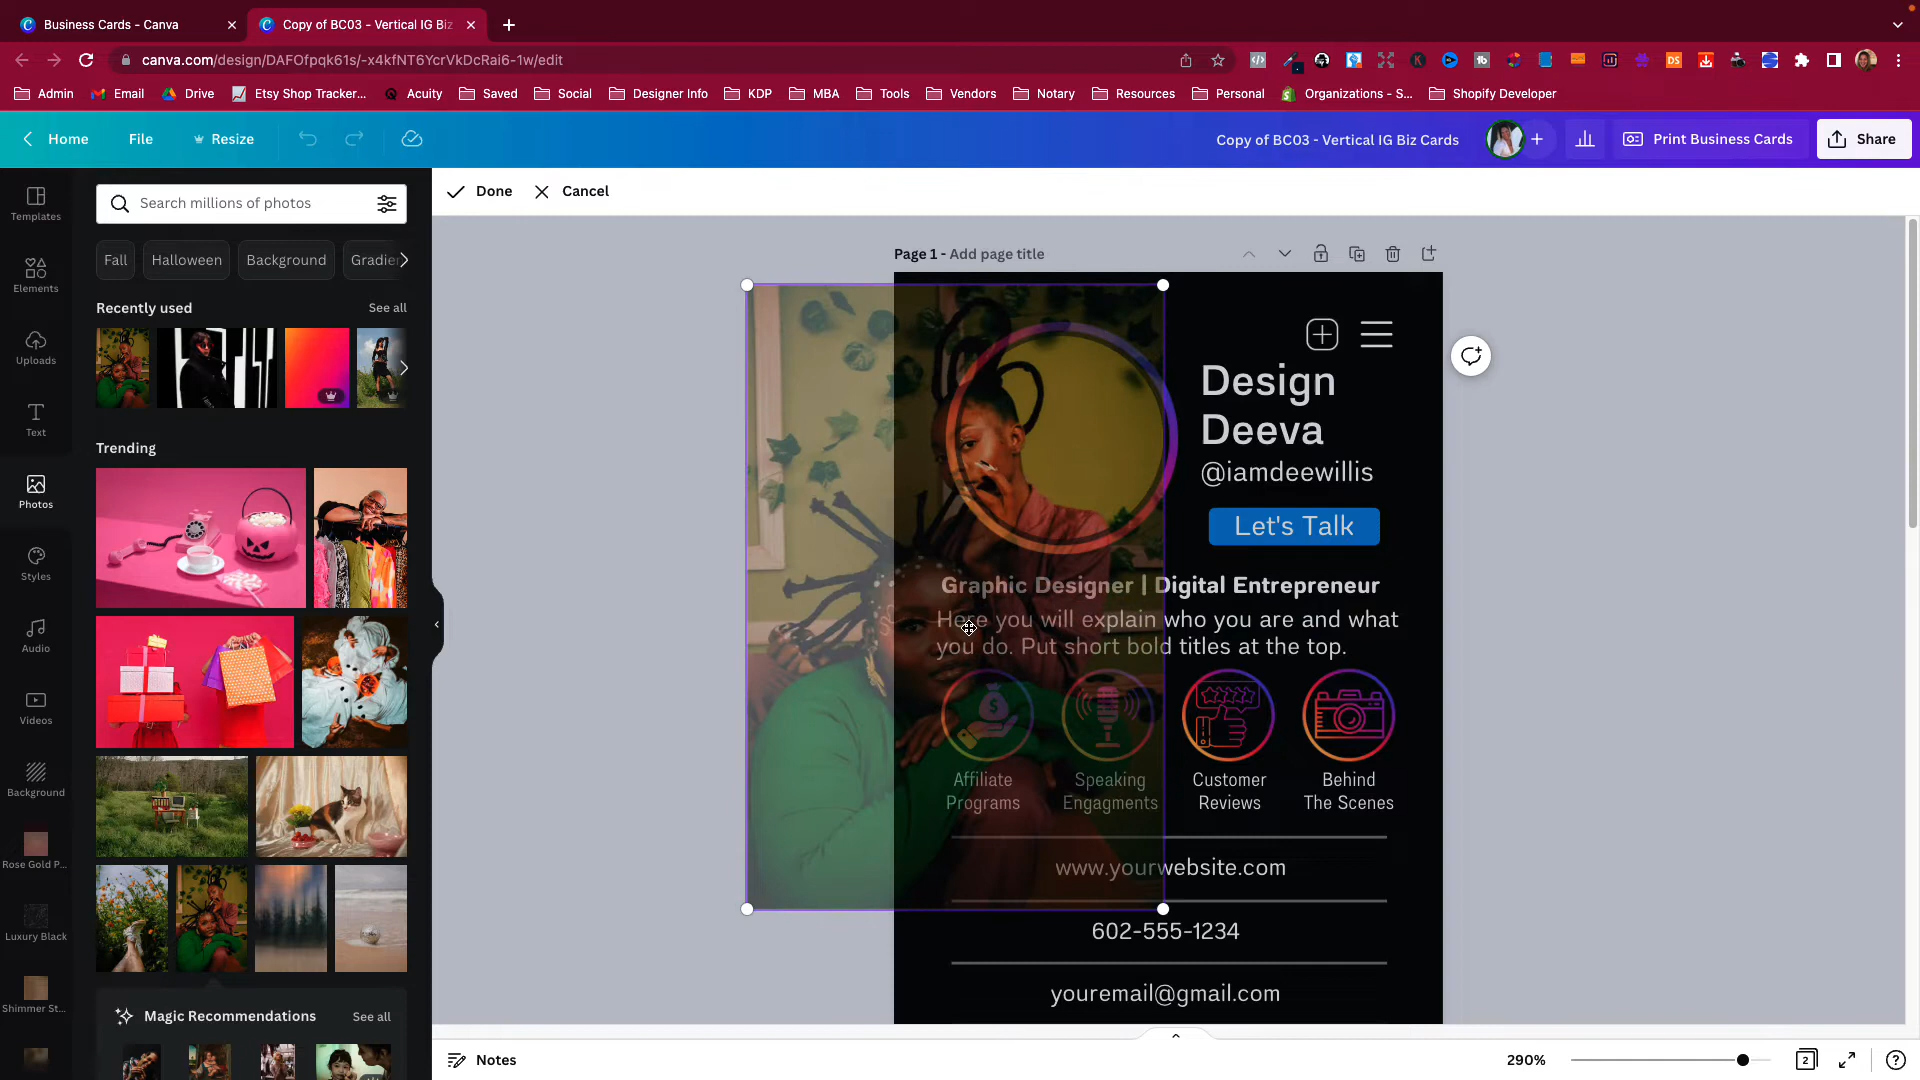 Business Cards - Canva
Copy of BC03 - Vertical IG Biz
canva.com/design/DAFOfpqk61s/-x4kfNT6YcrVkDcRai6-1w/edit
Admin
Email
Drive
Etsy Shop Tracker...
Acuity
Saved
Social
Designer Info
KDP
MBA
Tools
Vendors
Notary
Resources
Personal
Organizations - S...
Shopify Developer
Home
File
Resize
Copy of BC03 - Vertical IG Biz Cards
Print Business Cards
Share
Templates
Elements
Uploads
Text
Photos
Styles
Audio
Videos
Background
Rose Gold P...
Luxury Black
Shimmer St...
Search millions of photos
Fall
Halloween
Background
Gradie
Recently used
See all
Trending
Magic Recommendations
See all
Done
Cancel
Page 1 - Add page title
Design
Deeva
@iamdeewillis
Let's Talk
Graphic Designer | Digital Entrepreneur
Here you will explain who you are and what
you do. Put short bold titles at the top.
Affiliate
Programs
Speaking
Engagments
Customer
Reviews
Behind
The Scenes
www.yourwebsite.com
602-555-1234
youremail@gmail.com
Notes
290%
2